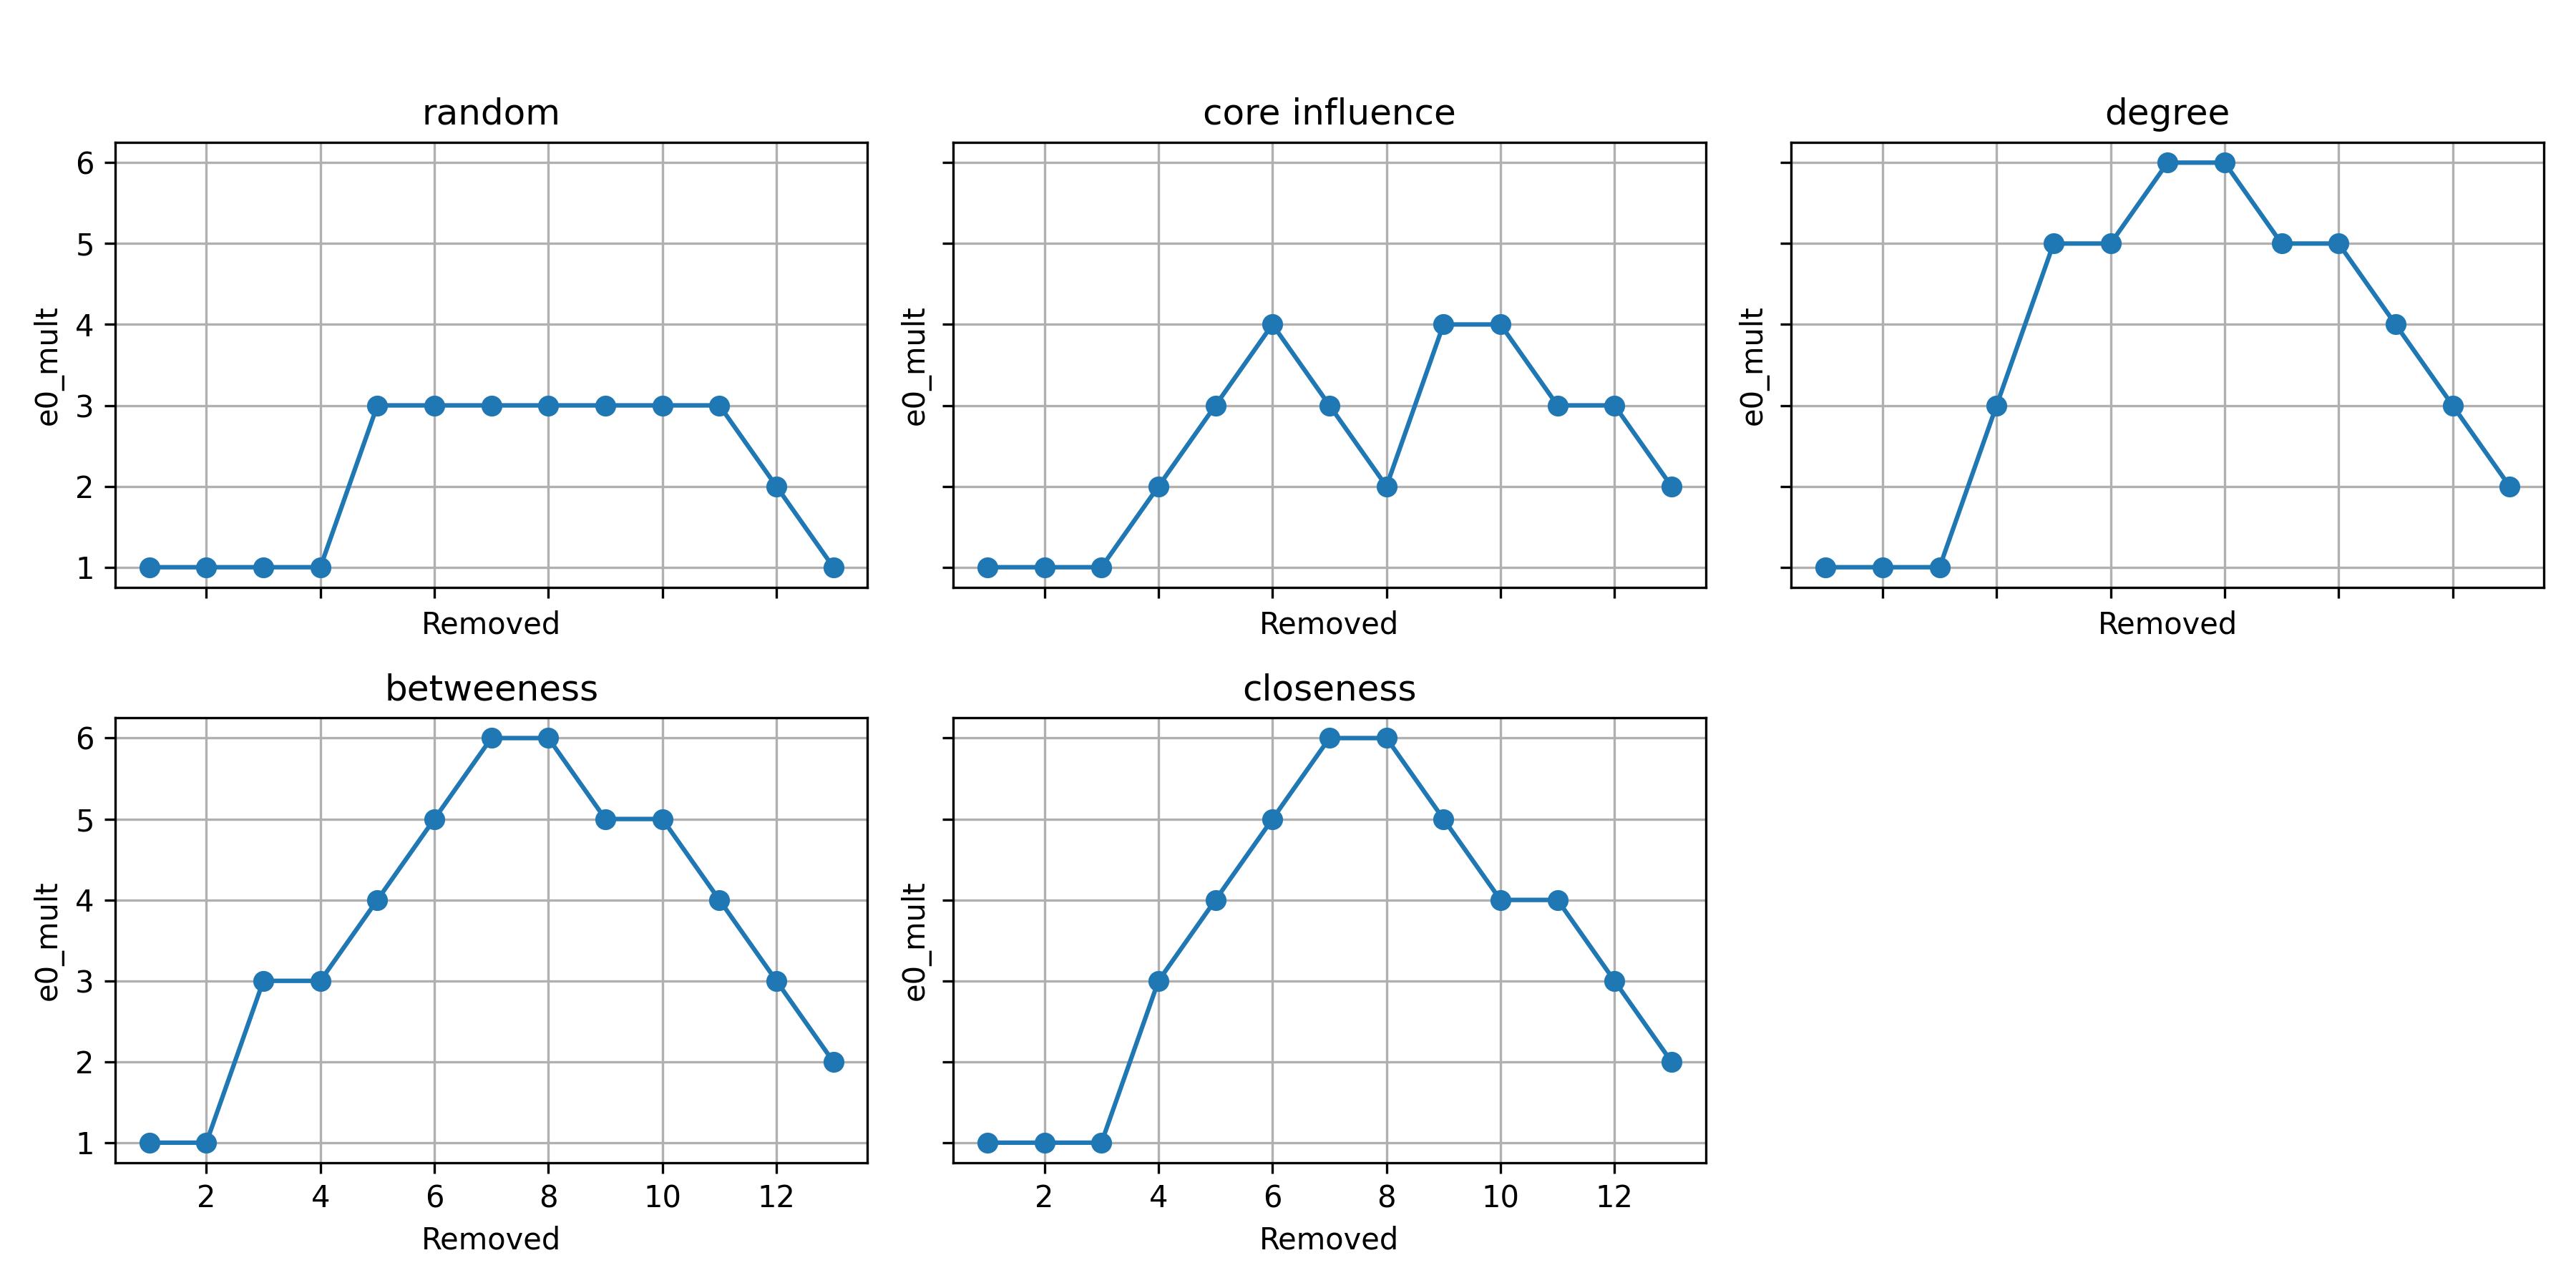 random
core influence
degree
6
5
4
3
2
1
e0_mult
e0_mult
e0_mult
Removed
Removed
Removed
betweeness
closeness
6
5
4
3
2
1
e0_mult
e0_mult
2 4 6 8 10 12
2 4 6 8 10 12
Removed
Removed